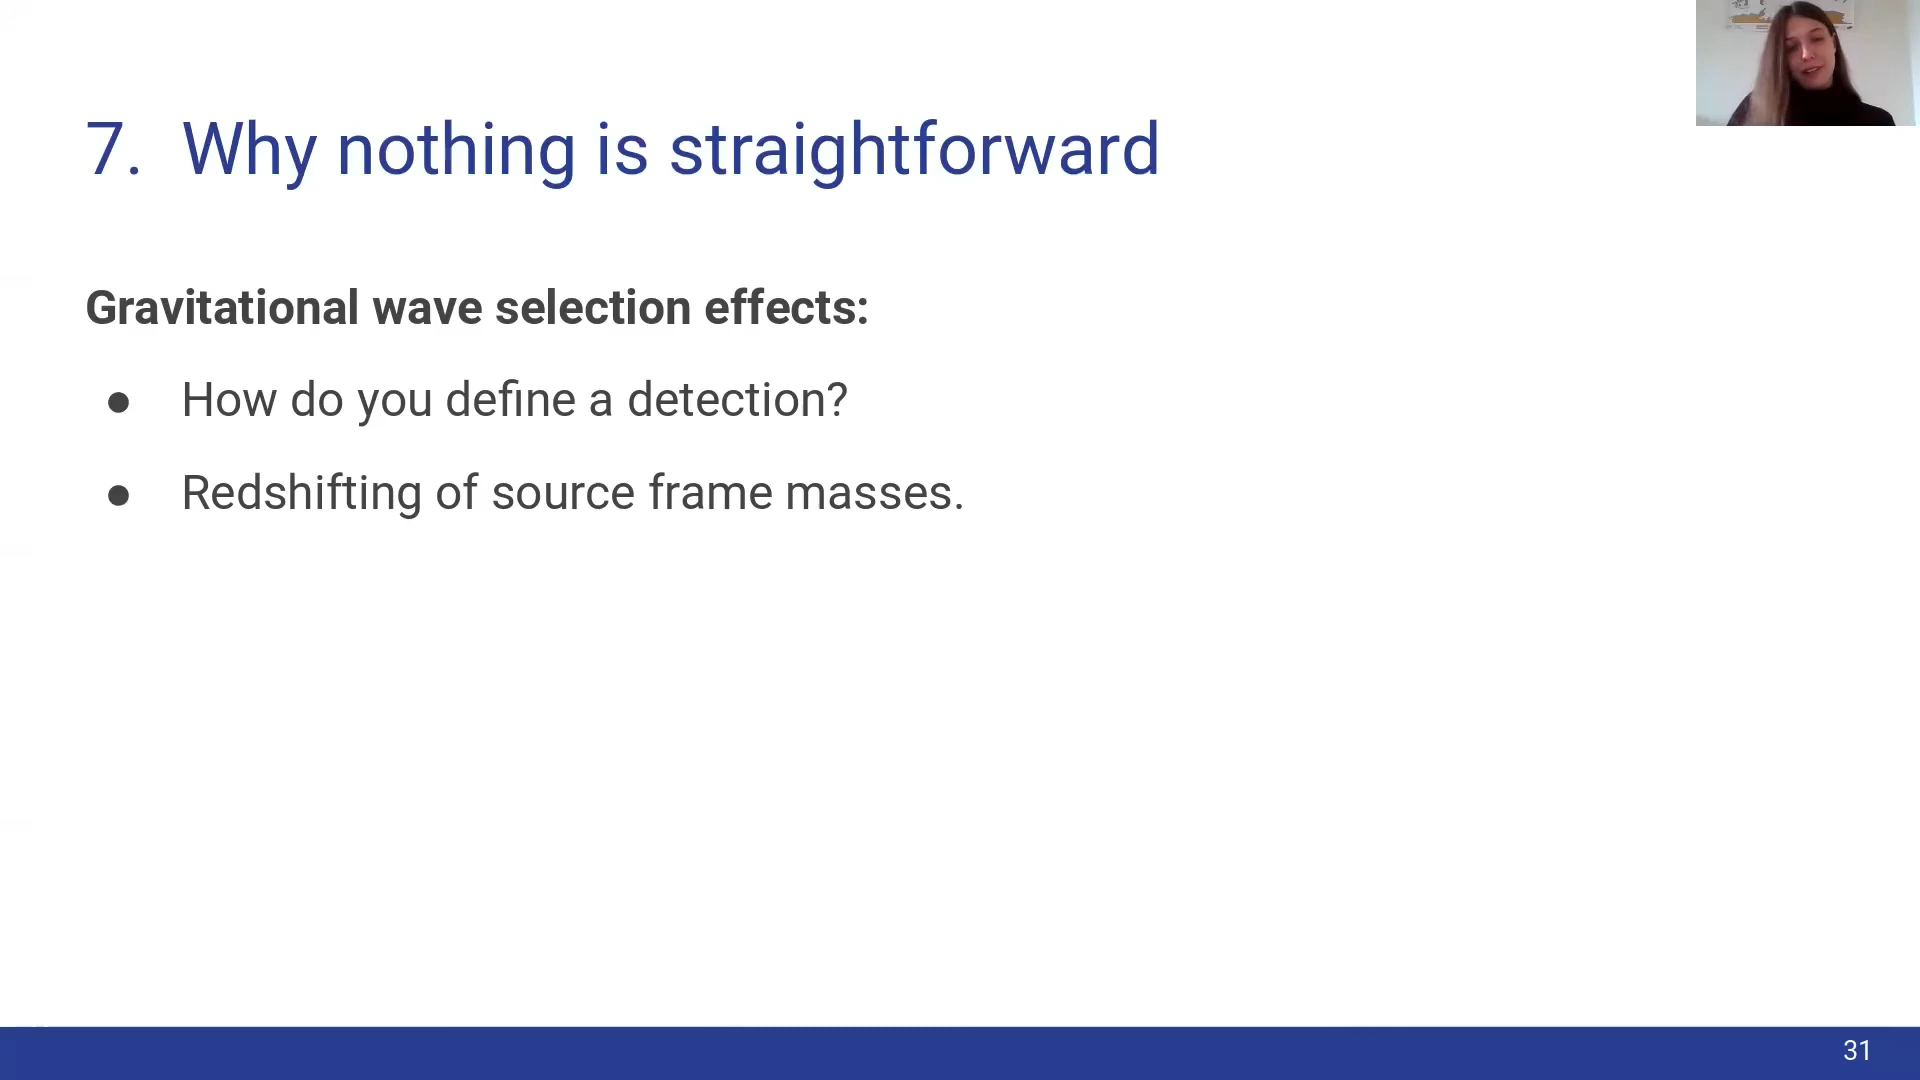 7. Why nothing is straightforward
Gravitational wave selection effects:
● How do you define a detection?
● Redshifting of source frame masses.
31